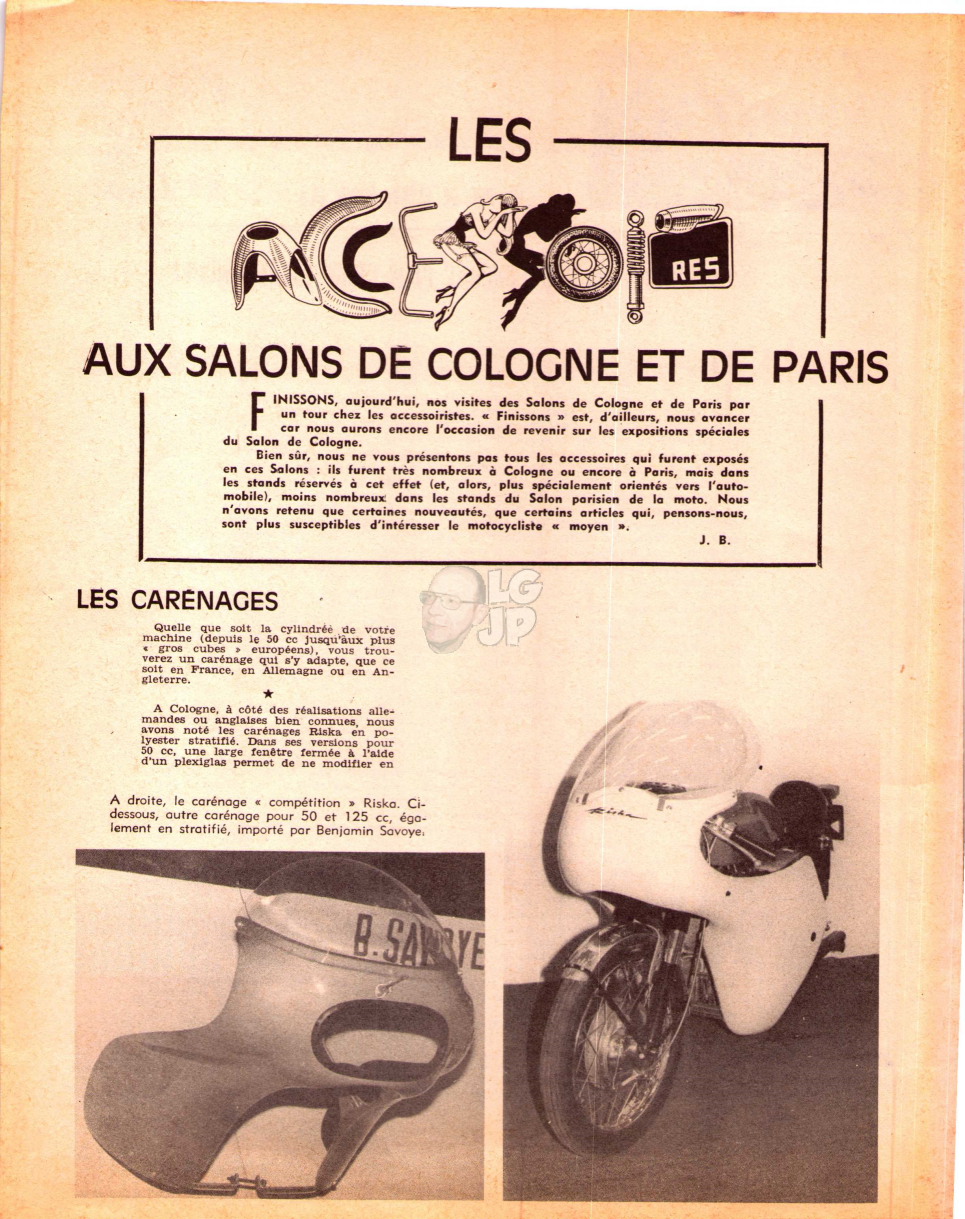 LES
ACCESSOIRES
AUX SALONS DE COLOGNE ET DE PARIS
FINISSONS, aujourd'hui, nos visites des Salons de Cologne et de Paris par
un tour chez les accessoiristes. « Finissons » est, d'ailleurs, nous avancer
car nous aurons encore l'occasion de revenir sur les expositions spéciales
du Salon de Cologne.
Bien sûr, nous ne vous présentons pas tous les accessoires qui furent exposés
en ces Salons : ils furent très nombreux à Cologne ou encore à Paris, mais dans
les stands réservés à cet effet (et, alors, plus spécialement orientés vers l'auto-
mobile), moins nombreux dans les stands du Salon parisien de la moto. Nous
n'avons retenu que certaines nouveautés, que certains articles qui, pensons-nous,
sont plus susceptibles d'intéresser le motocycliste « moyen ».
J. B.
LG
JP
LES CARÉNAGES
Quelle que soit la cylindrée de votre
machine (depuis le 50 cc jusqu'aux plus
« gros cubes » européens), vous trou-
verez un carénage qui s'y adapte, que ce
soit en France, en Allemagne ou en An-
gleterre.
★
A Cologne, à côté des réalisations alle-
mandes ou anglaises bien connues, nous
avons noté les carénages Riska en po-
lyester stratifié. Dans ses versions pour
50 cc, une large fenêtre fermée à l'aide
d'un plexiglas permet de ne modifier en
A droite, le carénage « compétition » Riska. Ci-
dessous, autre carénage pour 50 et 125 cc, éga-
lement en stratifié, importé par Benjamin Savoye.
Riska
B.SAVOYE